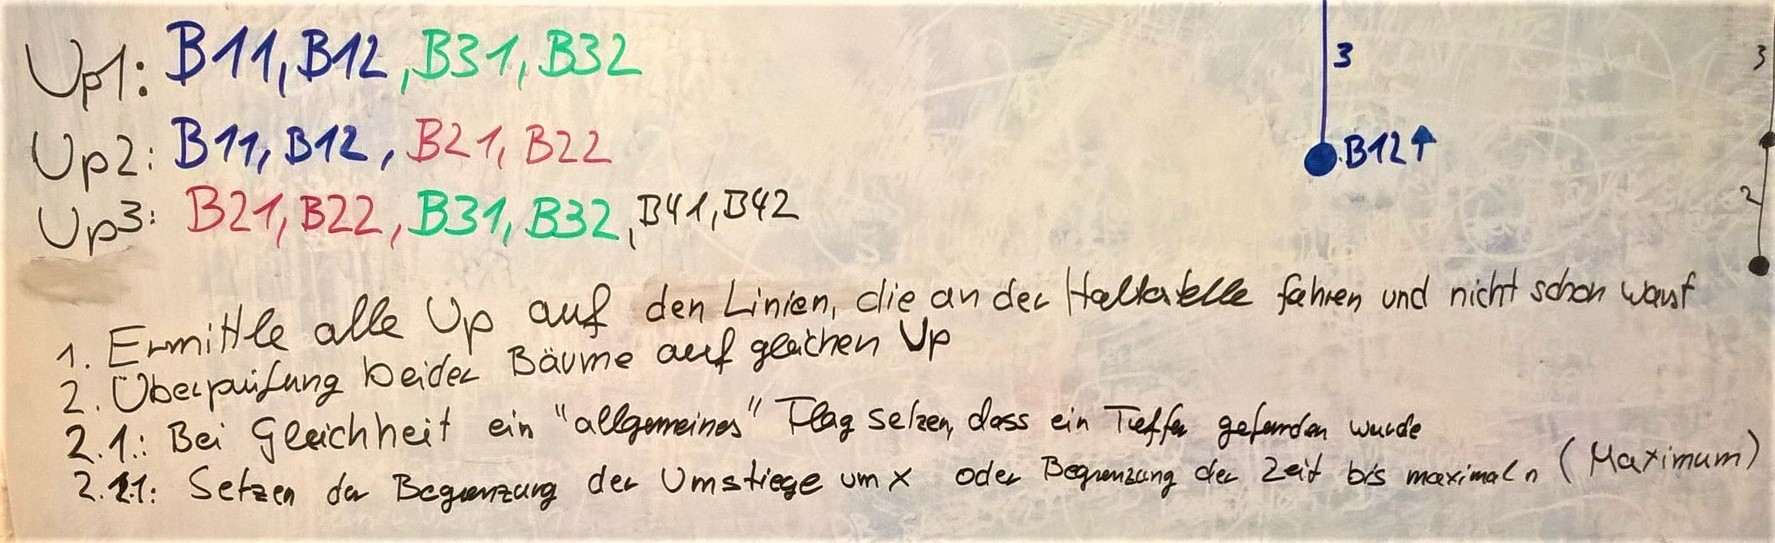 Up1: B11, B12, B31, B32
3
3
Up2: B11, B12, B21, B22
B12↑
Up3: B21, B22, B31, B32, B41, B42
2
1. Ermittle alle Up auf den Linien, die an der Haltestelle fahren und nicht schon
2. Überprüfung beider Bäume auf gleichen Up
2.1.: Bei Gleichheit ein "allgemeines" Flag setzen, dass ein Treffer gefunden wurde
2.1.1: Setzen der Begrenzung der Umstiege um x oder Begrenzung der Zeit bis maximal n (Maximum)